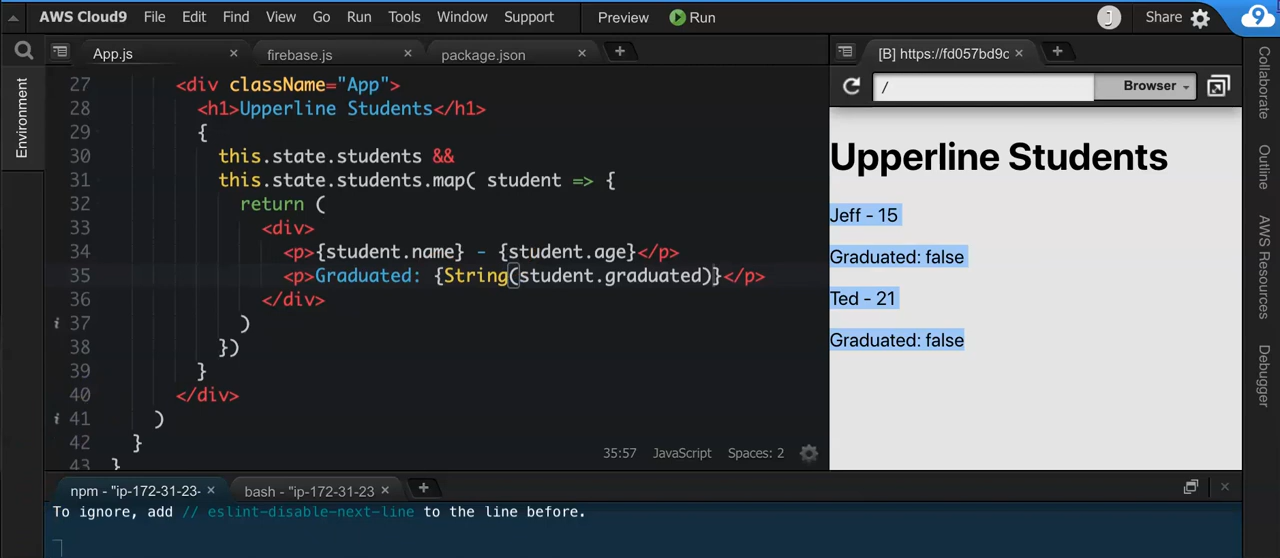 AWS Cloud9 File Edit Find View Go Run Tools Window Support Preview Run J Share 9
App.js × firebase.js × package.json × +
[B] https://fd057bd9c × +
/ Browser
Environment
27 <div className="App">
28 <h1>Upperline Students</h1>
29 {
30 this.state.students &&
31 this.state.students.map( student => {
32 return (
33 <div>
34 <p>{student.name} - {student.age}</p>
35 <p>Graduated: {String(student.graduated)}</p>
36 </div>
i 37 )
38 })
39 }
40 </div>
i 41 )
42 }
43 }
35:57 JavaScript Spaces: 2
Upperline Students
Jeff - 15
Graduated: false
Ted - 21
Graduated: false
Collaborate
Outline
AWS Resources
Debugger
npm - "ip-172-31-23- × bash - "ip-172-31-23 × +
To ignore, add // eslint-disable-next-line to the line before.